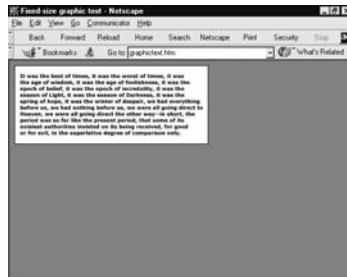 Fixed-size graphic text - Netscape
File Edit View Go Communicator Help
Back Forward Reload Home Search Netscape Print Security Stop
Bookmarks Go to: graphictext.htm What's Related
It was the best of times, it was the worst of times, it was
the age of wisdom, it was the age of foolishness, it was the
epoch of belief, it was the epoch of incredulity, it was the
season of Light, it was the season of Darkness, it was the
spring of hope, it was the winter of despair, we had everything
before us, we had nothing before us, we were all going direct to
Heaven, we were all going direct the other way--in short, the
period was so far like the present period, that some of its
noisiest authorities insisted on its being received, for good
or for evil, in the superlative degree of comparison only.